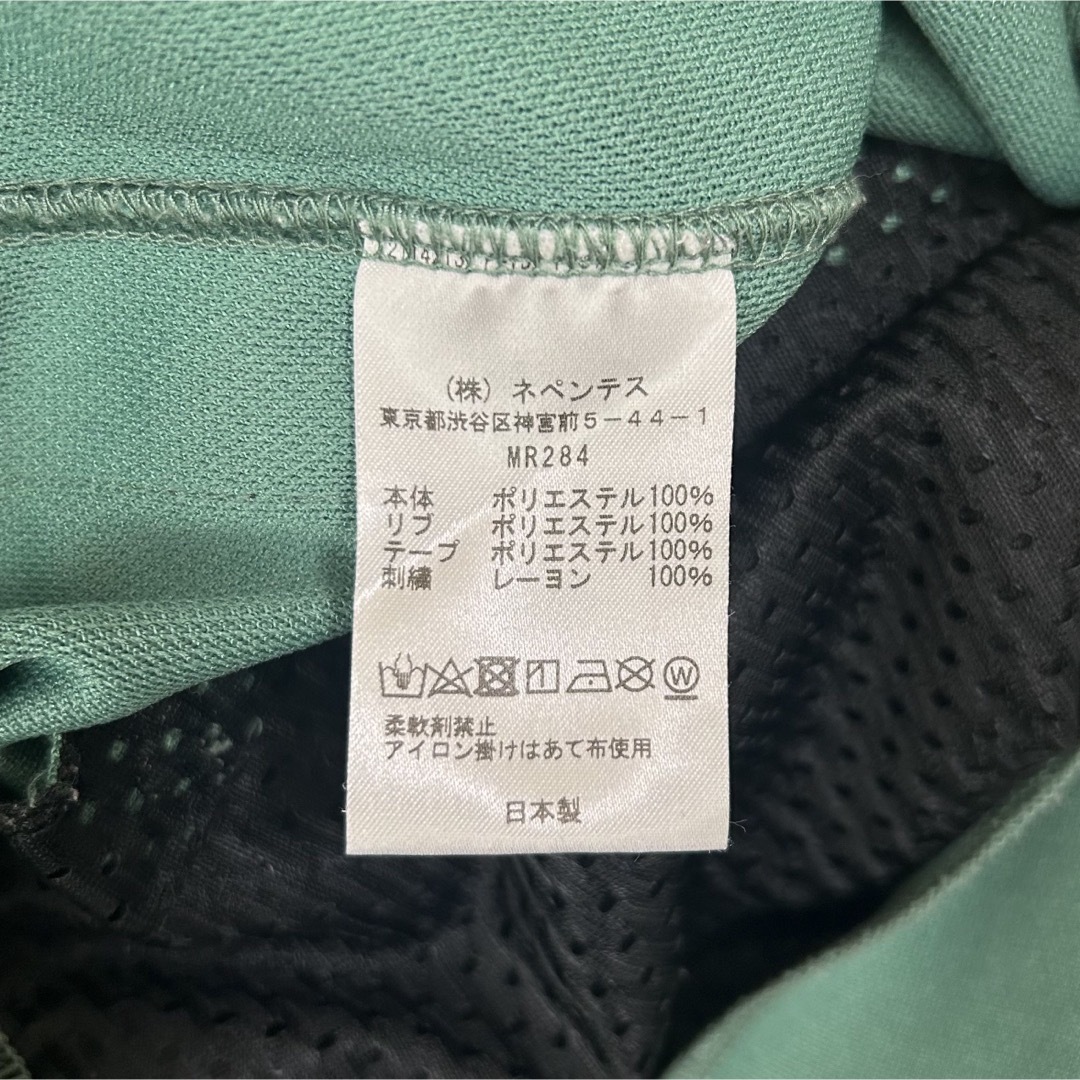 (株) ネペンテス
東京都渋谷区神宮前5-44-1
MR284
本体 ポリエステル100%
リブ ポリエステル100%
テープ ポリエステル100%
刺繍 レーヨン 100%
W
柔軟剤禁止
アイロン掛けはあて布使用
日本製